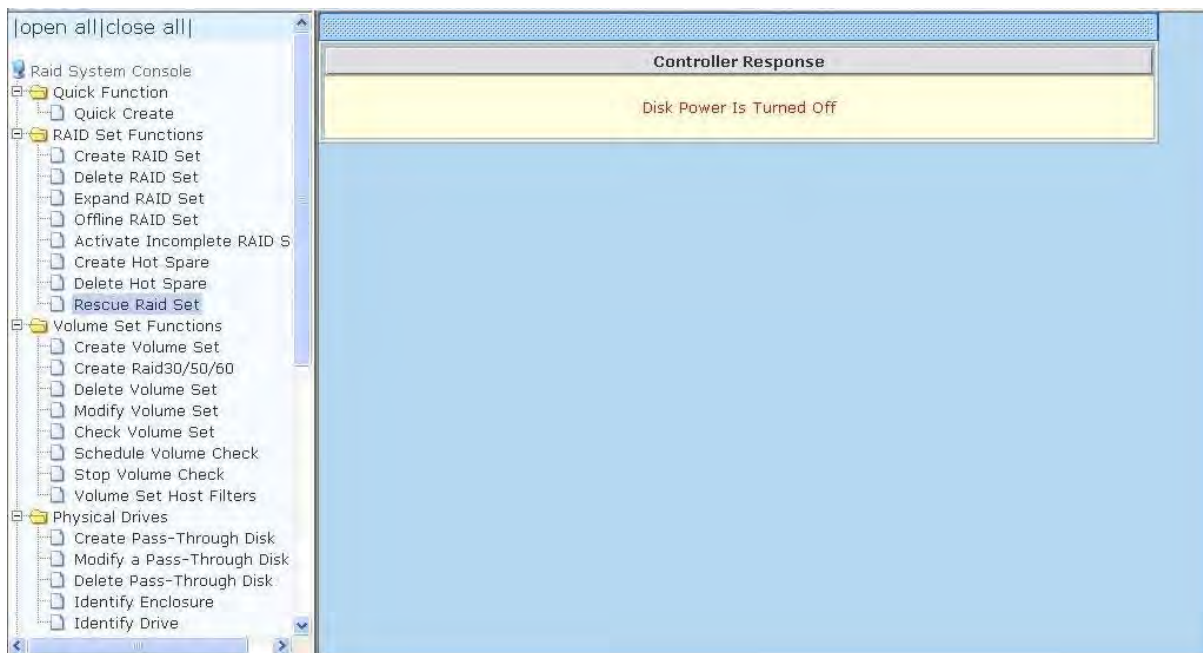 |open all|close all|
Raid System Console
Quick Function
Quick Create
RAID Set Functions
Create RAID Set
Delete RAID Set
Expand RAID Set
Offline RAID Set
Activate Incomplete RAID S
Create Hot Spare
Delete Hot Spare
Rescue Raid Set
Volume Set Functions
Create Volume Set
Create Raid30/50/60
Delete Volume Set
Modify Volume Set
Check Volume Set
Schedule Volume Check
Stop Volume Check
Volume Set Host Filters
Physical Drives
Create Pass-Through Disk
Modify a Pass-Through Disk
Delete Pass-Through Disk
Identify Enclosure
Identify Drive
Controller Response
Disk Power Is Turned Off